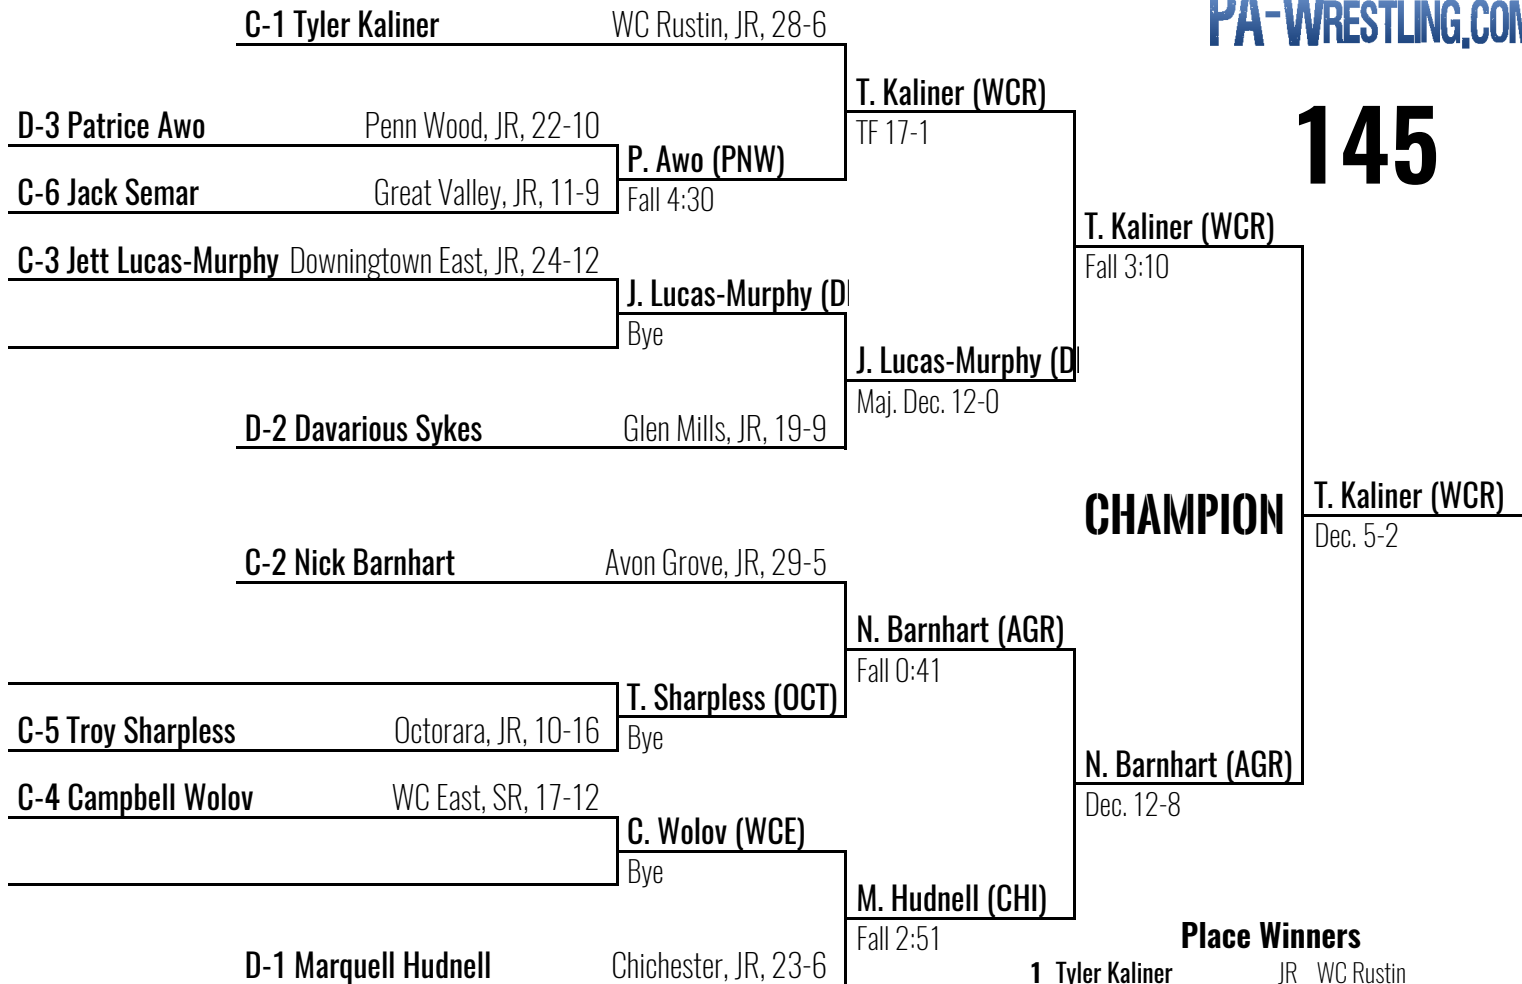 PA-WRESTLING.COM
145
C-1 Tyler Kaliner WC Rustin, JR, 28-6
T. Kaliner (WCR)
TF 17-1
D-3 Patrice Awo Penn Wood, JR, 22-10
P. Awo (PNW)
Fall 4:30
C-6 Jack Semar Great Valley, JR, 11-9
T. Kaliner (WCR)
Fall 3:10
C-3 Jett Lucas-Murphy Downingtown East, JR, 24-12
J. Lucas-Murphy (D
Bye
J. Lucas-Murphy (D
Maj. Dec. 12-0
D-2 Davarious Sykes Glen Mills, JR, 19-9
CHAMPION
T. Kaliner (WCR)
Dec. 5-2
C-2 Nick Barnhart Avon Grove, JR, 29-5
N. Barnhart (AGR)
Fall 0:41
T. Sharpless (OCT)
Bye
C-5 Troy Sharpless Octorara, JR, 10-16
N. Barnhart (AGR)
Dec. 12-8
C-4 Campbell Wolov WC East, SR, 17-12
C. Wolov (WCE)
Bye
M. Hudnell (CHI)
Fall 2:51
D-1 Marquell Hudnell Chichester, JR, 23-6
Place Winners
1 Tyler Kaliner JR WC Rustin